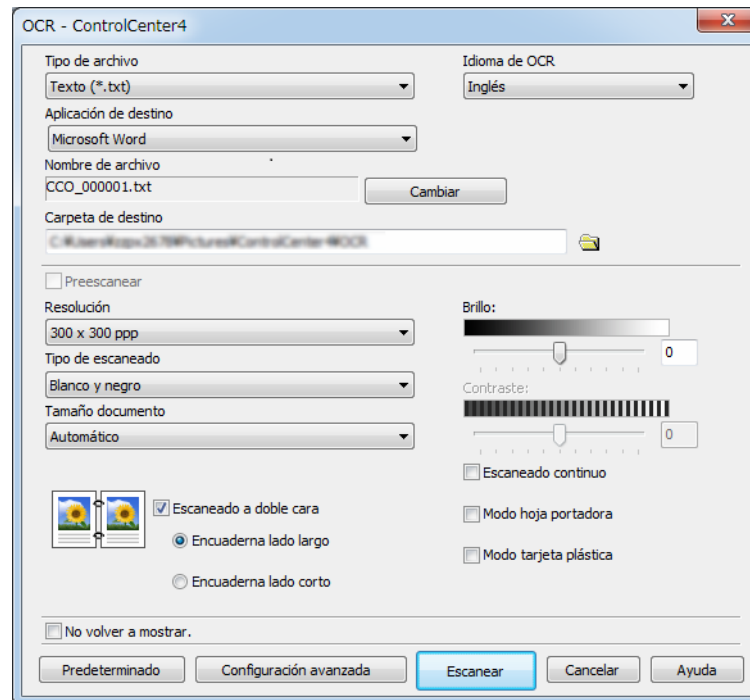 OCR - ControlCenter4
Tipo de archivo
Idioma de OCR
Texto (*.txt)
Inglés
Aplicación de destino
Microsoft Word
Nombre de archivo
CCO_000001.txt
Cambiar
Carpeta de destino
Preescanear
Resolución
Brillo:
300 x 300 ppp
0
Tipo de escaneado
Blanco y negro
Contraste:
Tamaño documento
Automático
0
Escaneado continuo
Escaneado a doble cara
Modo hoja portadora
Encuaderna lado largo
Modo tarjeta plástica
Encuaderna lado corto
No volver a mostrar.
Predeterminado
Configuración avanzada
Escanear
Cancelar
Ayuda